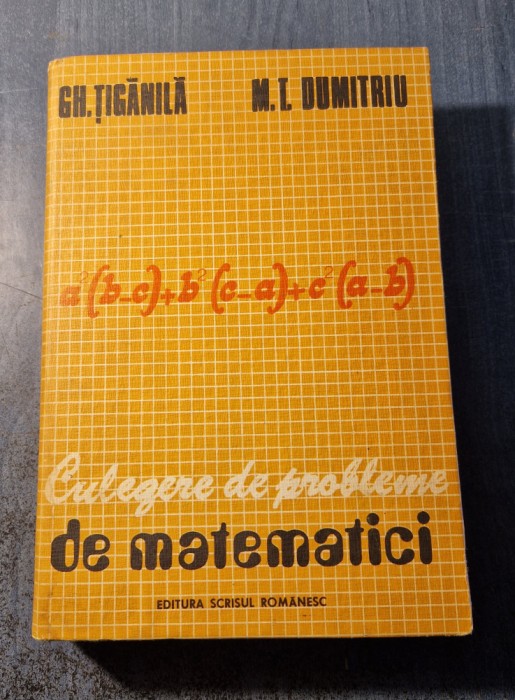 GH. ȚIGĂNILĂ M.T. DUMITRIU
a²(b-c)+b²(c-a)+c²(a-b)
Culegere de probleme
de matematici
EDITURA SCRISUL ROMÂNESC